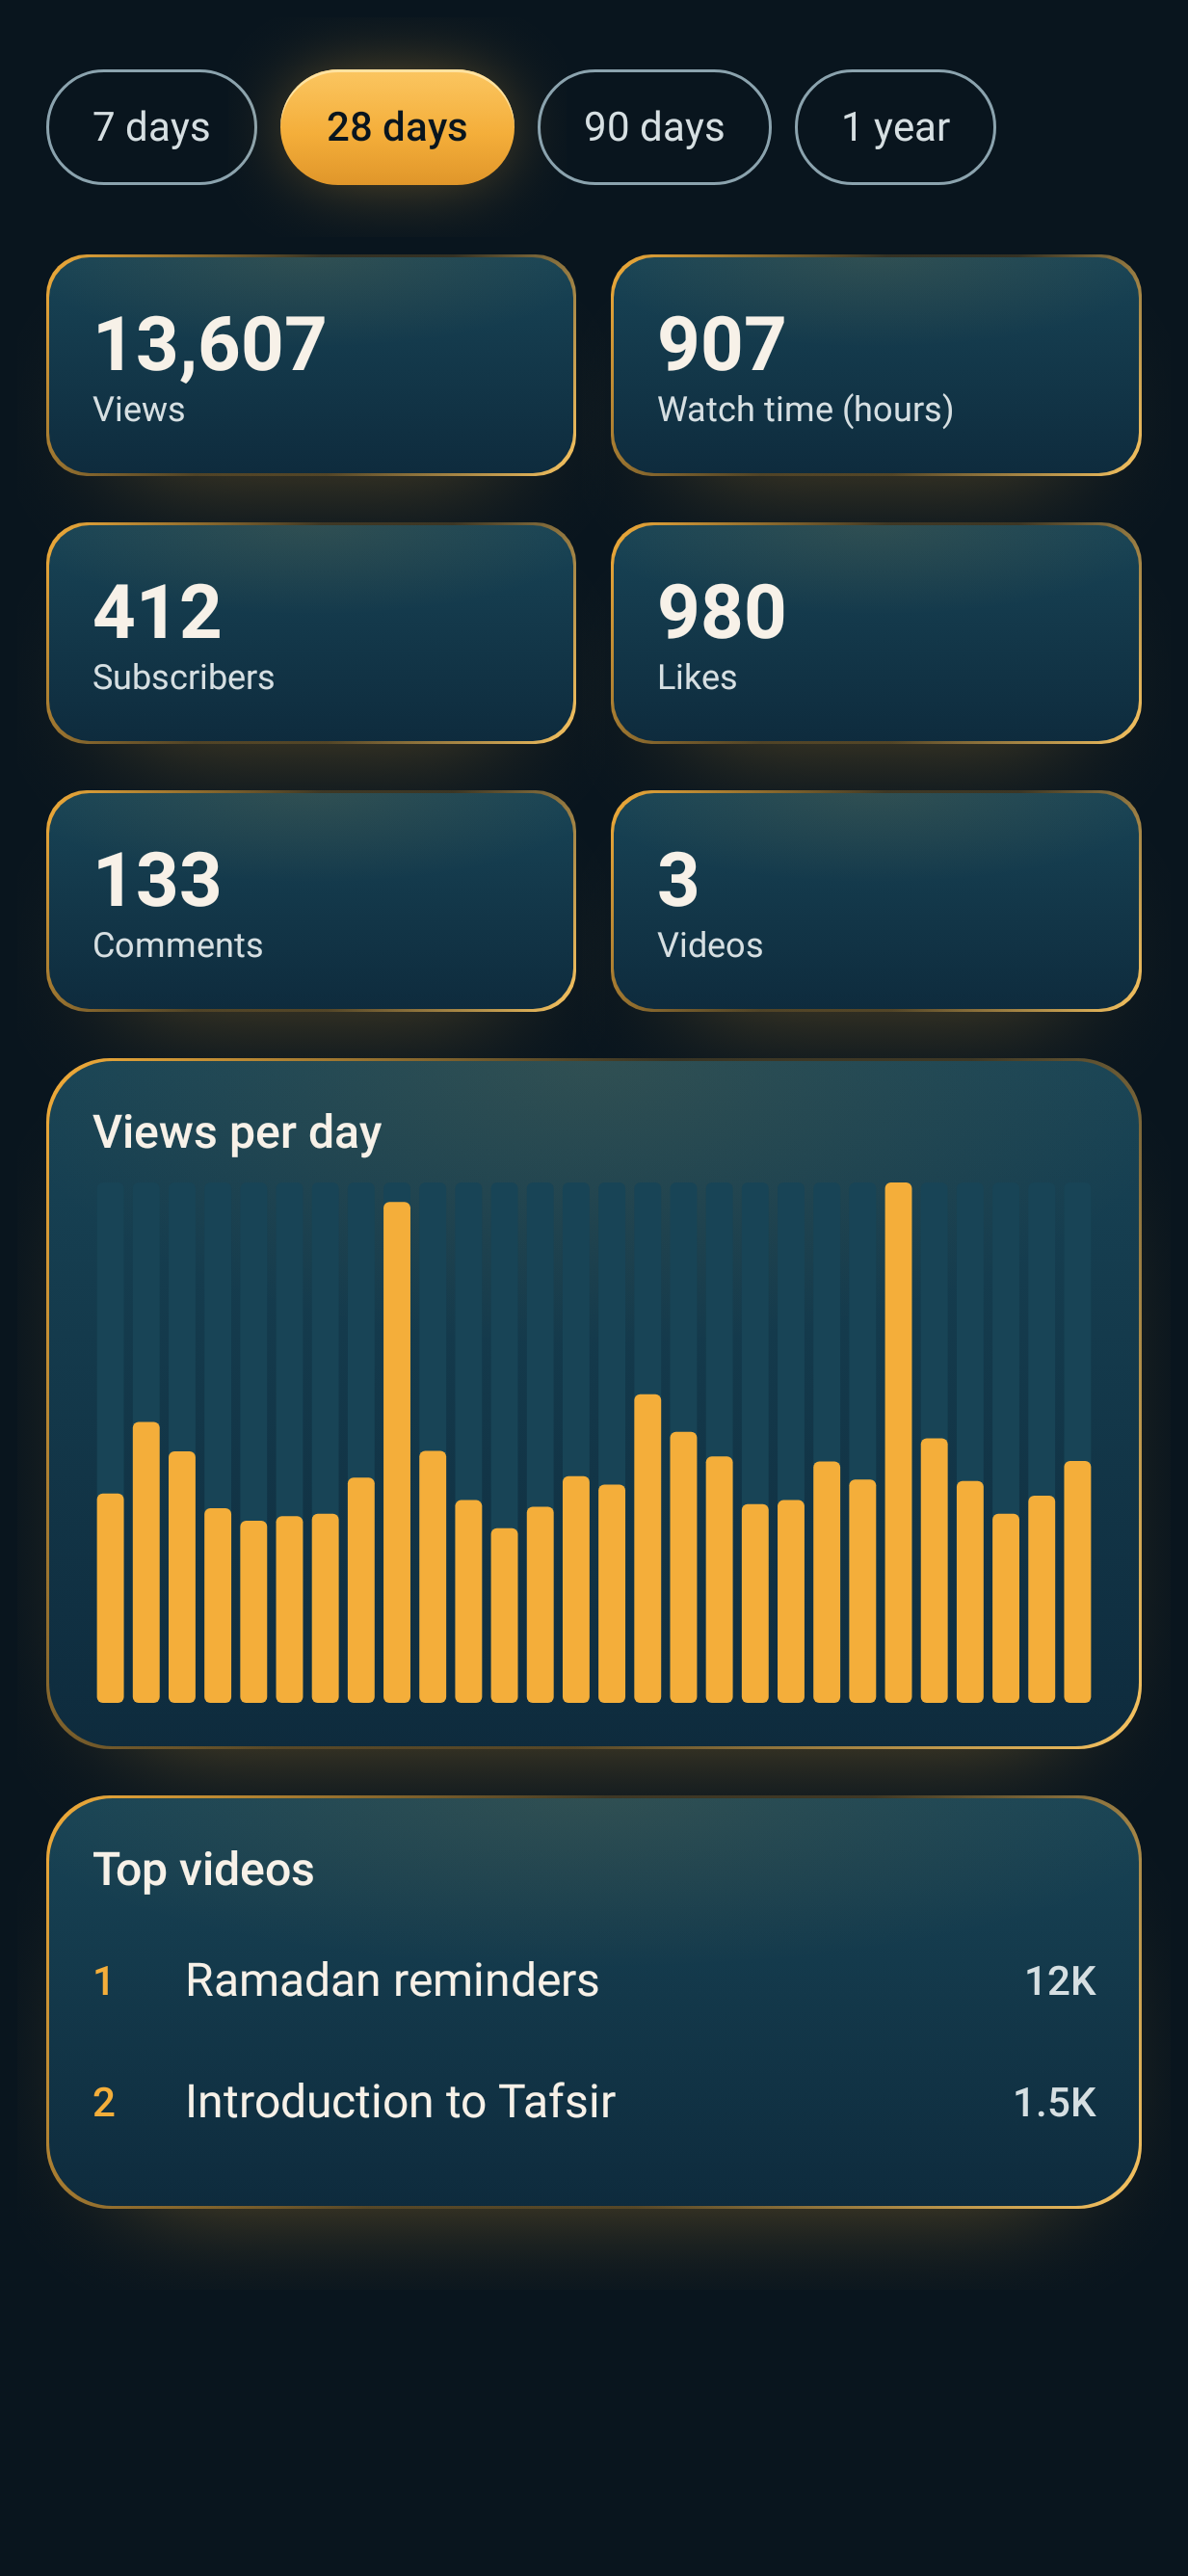 7 days 28 days 90 days 1 year
13,607 907
Views Watch time (hours)
412 980
Subscribers Likes
133 3
Comments Videos
Views per day
Top videos
1 Ramadan reminders 12K
2 Introduction to Tafsir 1.5K